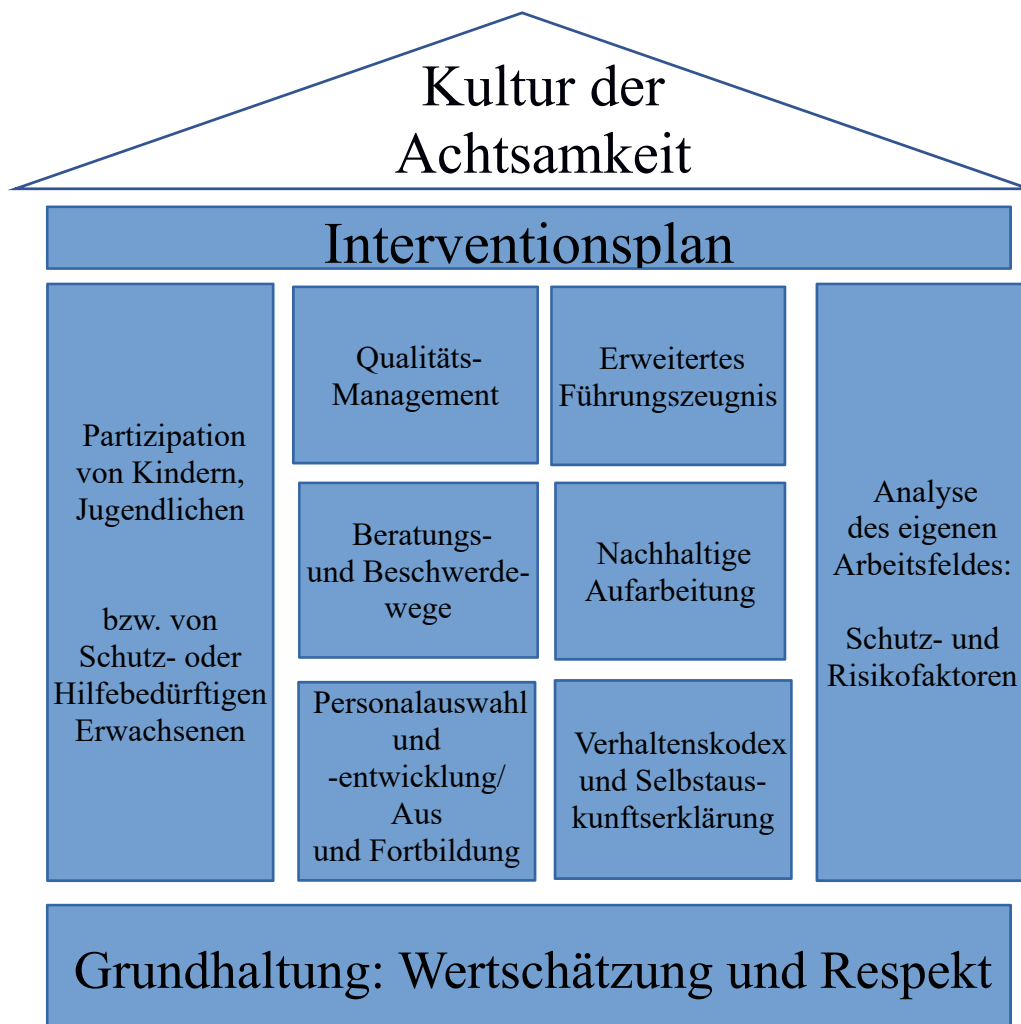 Kultur der
Achtsamkeit
Interventionsplan
Partizipation
von Kindern,
Jugendlichen
bzw. von
Schutz- oder
Hilfebedürftigen
Erwachsenen
Qualitäts-
Management
Erweitertes
Führungszeugnis
Beratungs-
und Beschwerde-
wege
Nachhaltige
Aufarbeitung
Personalauswahl
und
-entwicklung/
Aus
und Fortbildung
Verhaltenskodex
und Selbstaus-
kunftserklärung
Analyse
des eigenen
Arbeitsfeldes:
Schutz- und
Risikofaktoren
Grundhaltung: Wertschätzung und Respekt